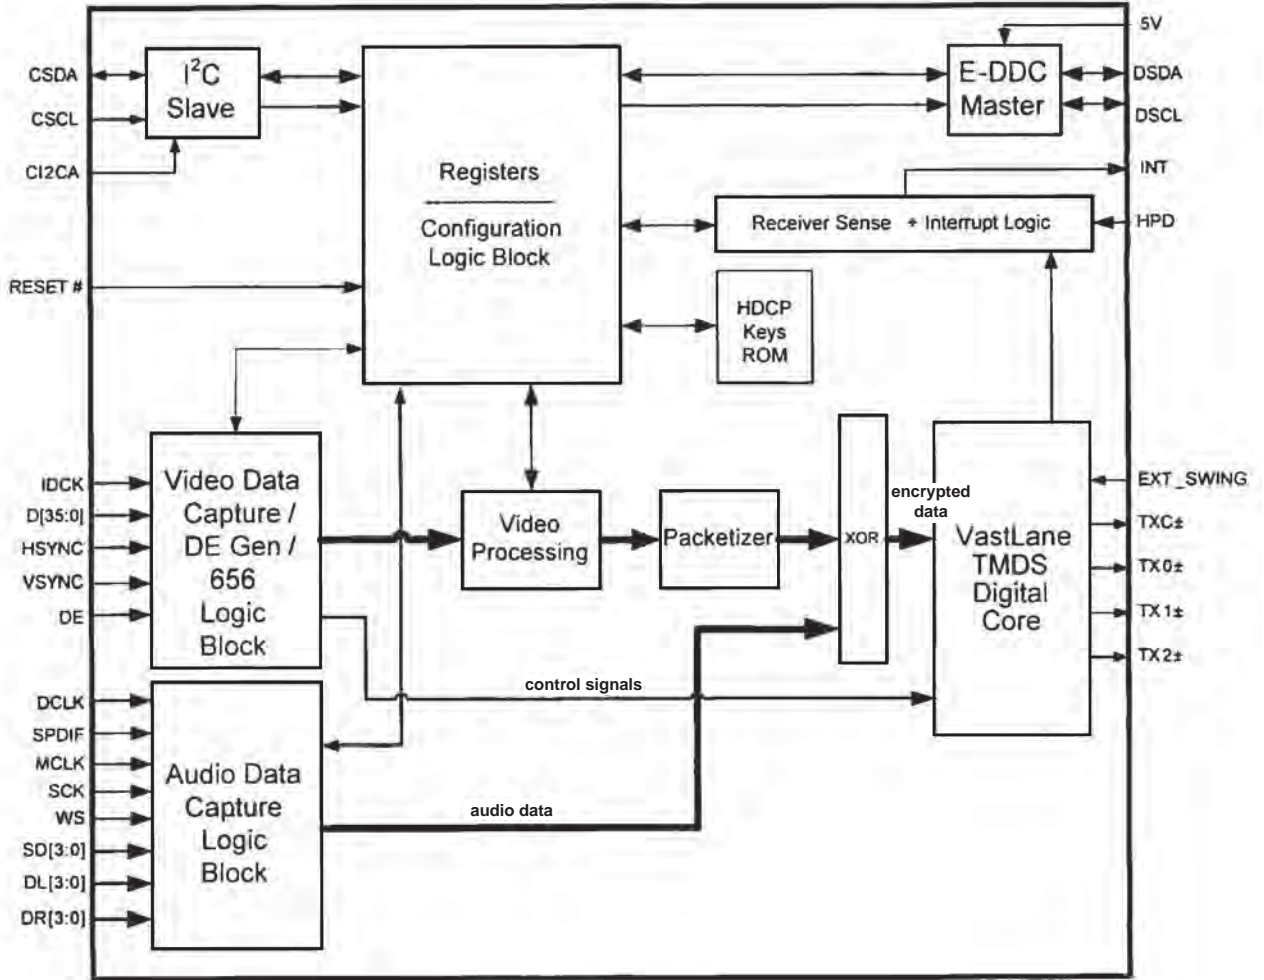 5V
CSDA
I²C
Slave
E-DDC
Master
DSDA
CSCL
DSCL
CI2CA
INT
Registers
Configuration
Logic Block
Receiver Sense + Interrupt Logic
HPD
RESET #
HDCP
Keys
ROM
IDCK
D[35:0]
HSYNC
VSYNC
DE
Video Data
Capture /
DE Gen /
656
Logic
Block
Video
Processing
Packetizer
XOR
encrypted
data
VastLane
TMDS
Digital
Core
EXT_SWING
TXC±
TX0±
TX1±
TX2±
control signals
DCLK
SPDIF
MCLK
SCK
WS
SD[3:0]
DL[3:0]
DR[3:0]
Audio Data
Capture
Logic
Block
audio data